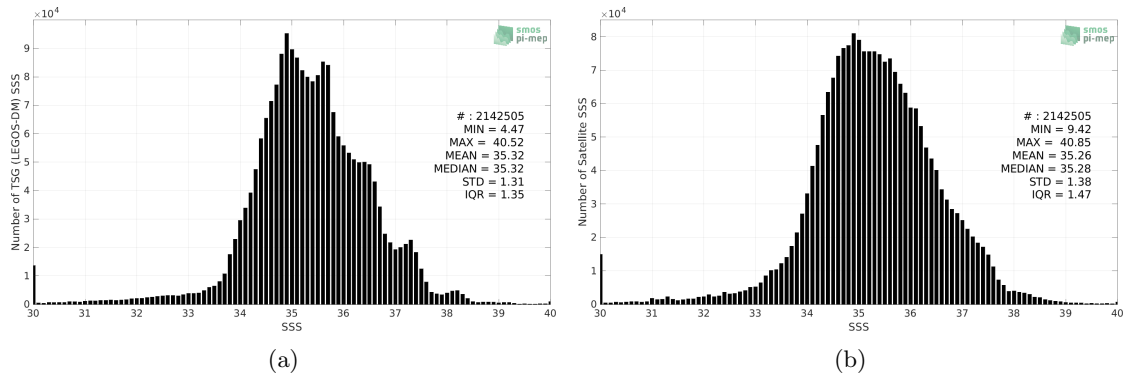 ×10⁴
9
8
7
6
5
4
3
2
1
0
Number of TSG (LEGOS-DM) SSS
smos
pi-mep
# : 2142505
MIN = 4.47
MAX = 40.52
MEAN = 35.32
MEDIAN = 35.32
STD = 1.31
IQR = 1.35
30 31 32 33 34 35 36 37 38 39 40
SSS
(a)
×10⁴
8
7
6
5
4
3
2
1
0
Number of Satellite SSS
smos
pi-mep
# : 2142505
MIN = 9.42
MAX = 40.85
MEAN = 35.26
MEDIAN = 35.28
STD = 1.38
IQR = 1.47
30 31 32 33 34 35 36 37 38 39 40
SSS
(b)